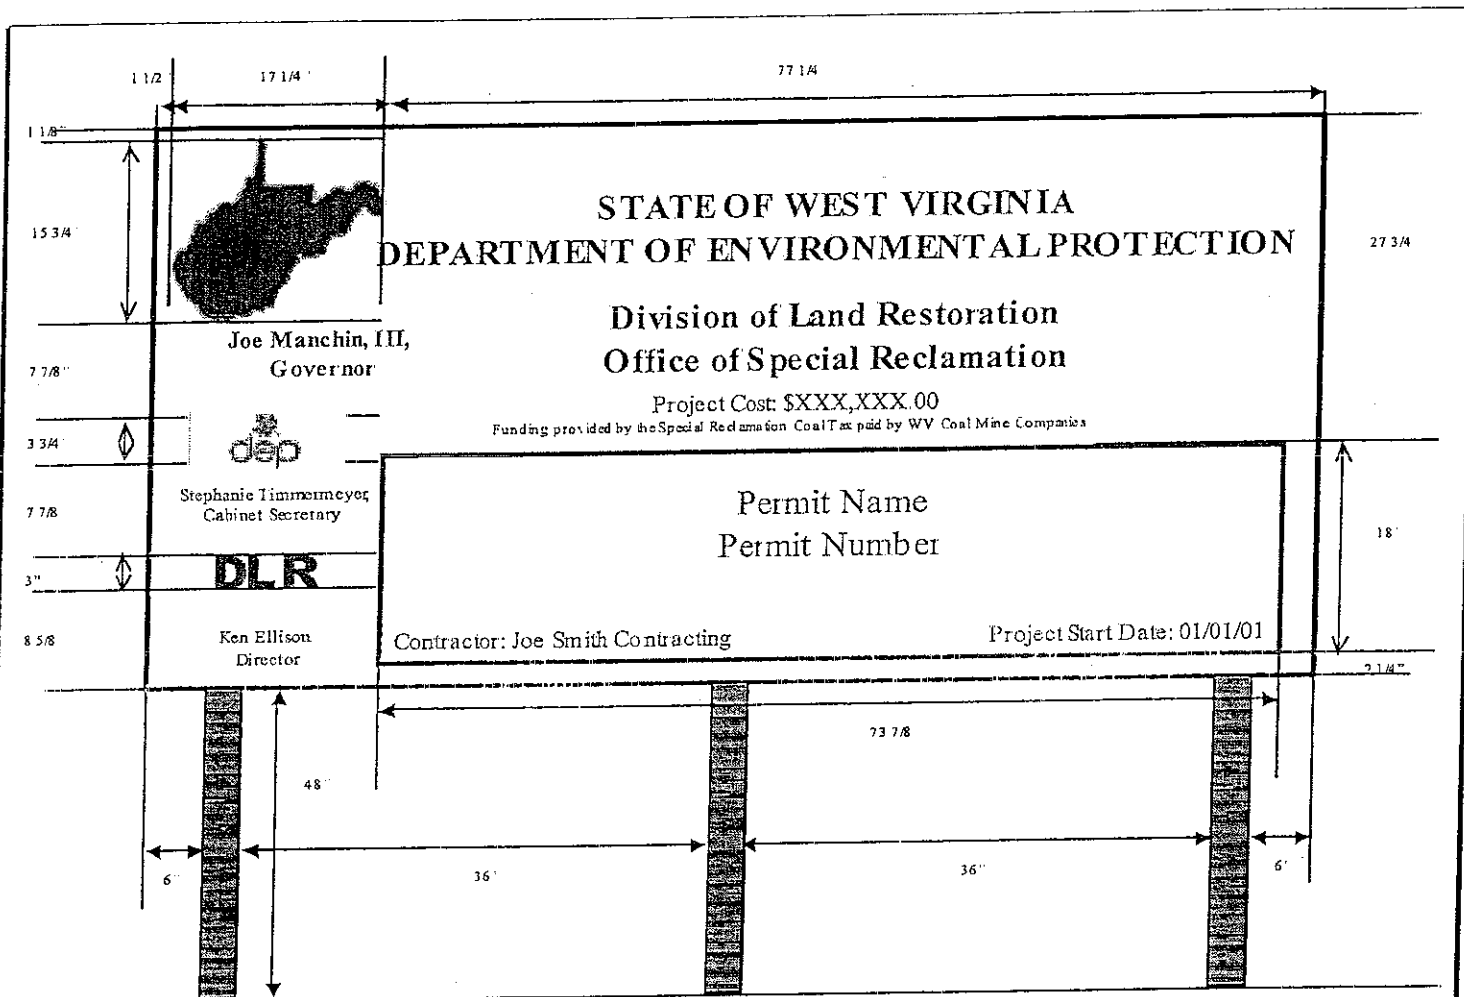 1 1/2
17 1/4 '
77 1/4
1 1/8"
15 3/4
27 3/4
STATE OF WEST VIRGINIA
DEPARTMENT OF ENVIRONMENTAL PROTECTION
Division of Land Restoration
Office of Special Reclamation
Project Cost: $XXX,XXX.00
Funding provided by the Special Reclamation Coal Tax paid by WV Coal Mine Companies
Joe Manchin, III,
Governor
7 7/8"
3 3/4
dep
Stephanie Timmermeyer,
Cabinet Secretary
7 7/8
DLR
3"
8 5/8
Ken Ellison
Director
Permit Name
Permit Number
Contractor: Joe Smith Contracting
Project Start Date: 01/01/01
18'
2 1/4"
73 7/8
48"
6"
36'
36"
6'